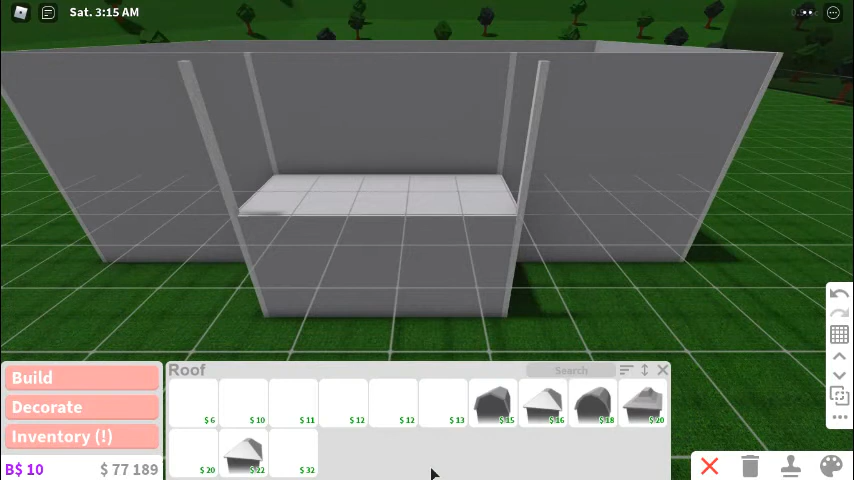 Sat. 3:15 AM
Roof
Search
Build
Decorate
Inventory (!)
B$ 10
$ 77 189
$ 6
$ 10
$ 11
$ 12
$ 12
$ 13
$ 15
$ 16
$ 18
$ 20
$ 20
$ 22
$ 32